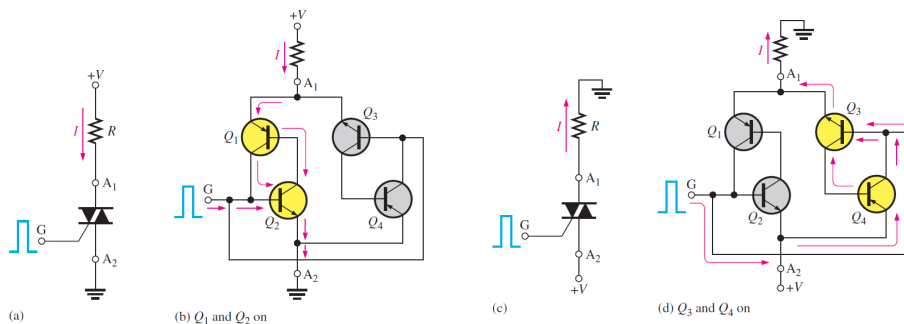 +V
I
R
A1
G
A2
(a)
+V
I
A1
Q1
Q3
G
Q2
Q4
A2
(b) Q1 and Q2 on
I
R
A1
G
A2
+V
(c)
I
A1
Q3
Q1
G
Q2
Q4
A2
+V
(d) Q3 and Q4 on